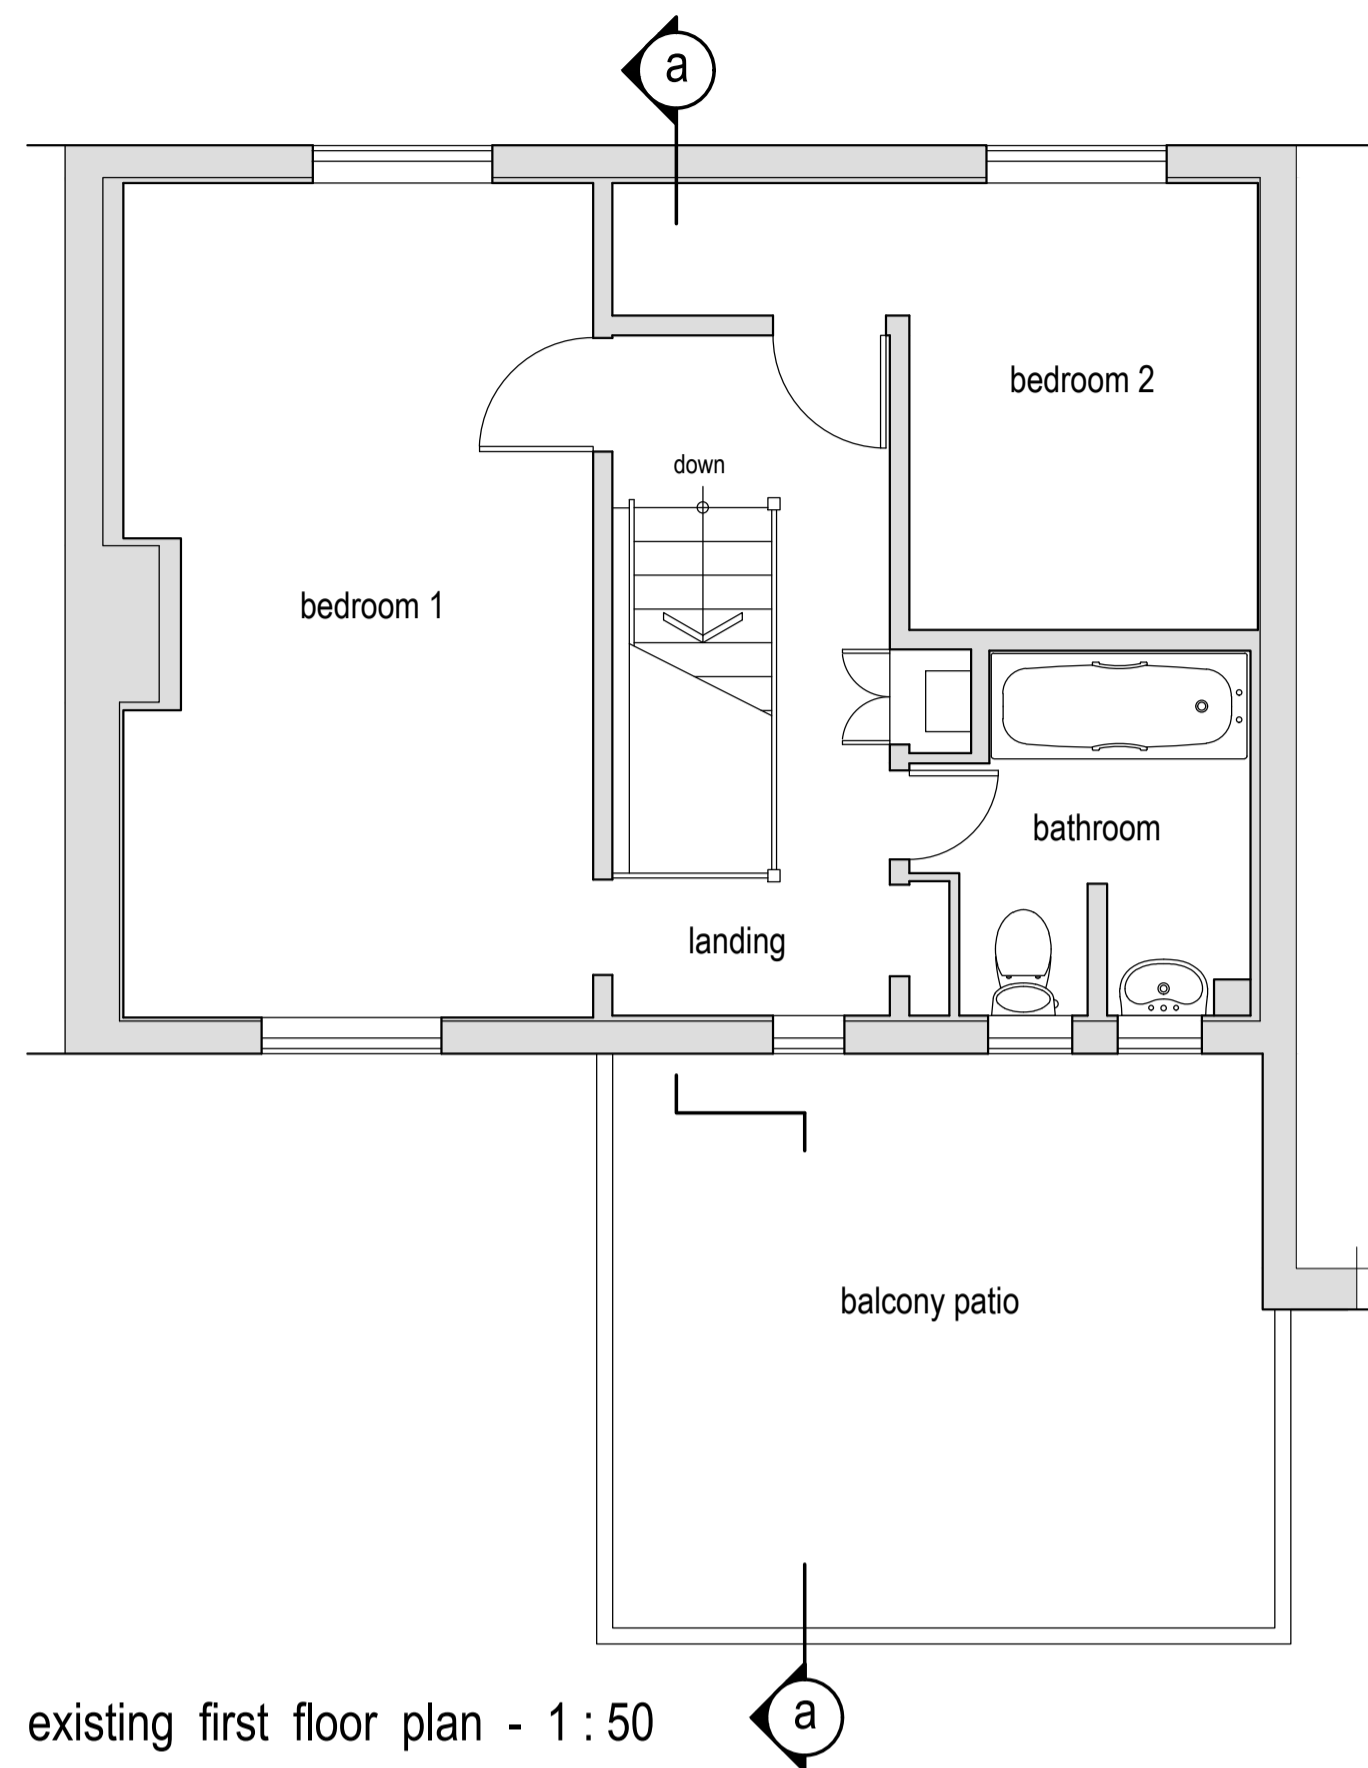 a
bedroom 2
down
bedroom 1
bathroom
landing
balcony patio
existing first floor plan - 1 : 50
a